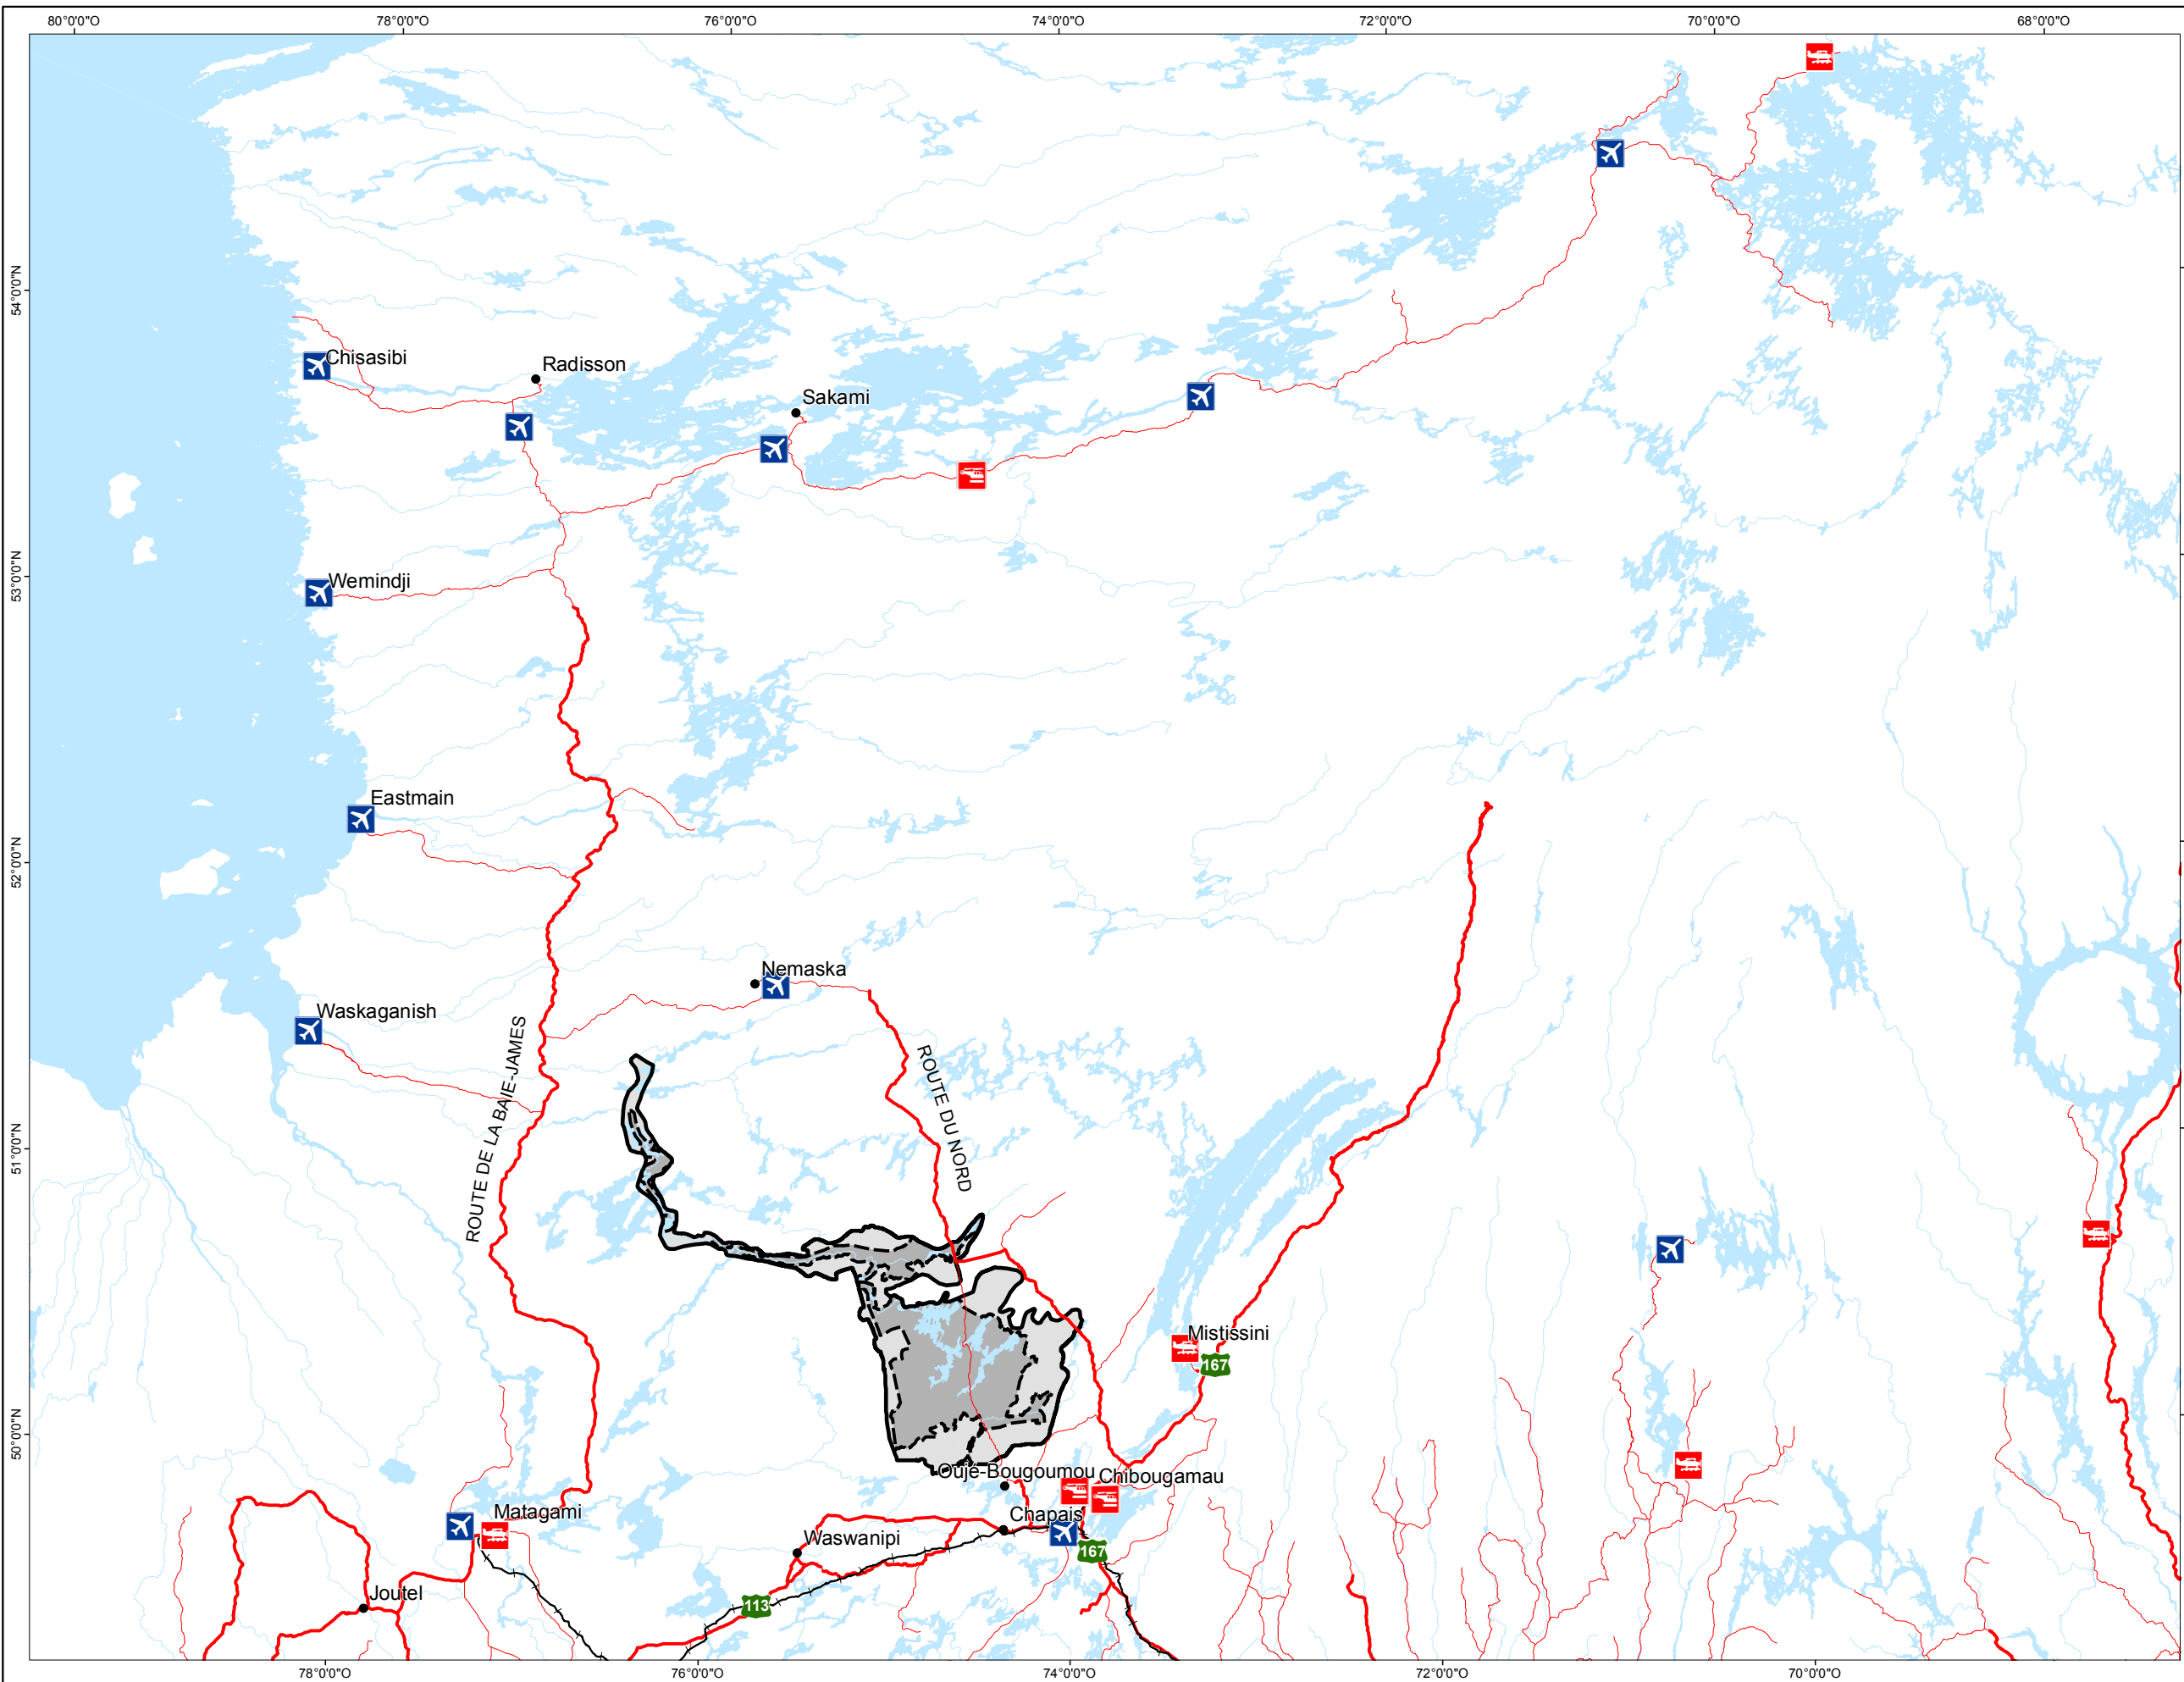 80°0'0"O
78°0'0"O
76°0'0"O
74°0'0"O
72°0'0"O
70°0'0"O
68°0'0"O
54°0'0"N
Chisasibi
Radisson
Sakami
53°0'0"N
Wemindji
Eastmain
52°0'0"N
Nemaska
Waskaganish
ROUTE DE LA BAIE-JAMES
ROUTE DU NORD
51°0'0"N
Mistissini
167
50°0'0"N
Oujé-Bougoumou
Chibougamau
Matagami
Chapais
Waswanipi
167
Joutel
113
78°0'0"O
76°0'0"O
74°0'0"O
72°0'0"O
70°0'0"O